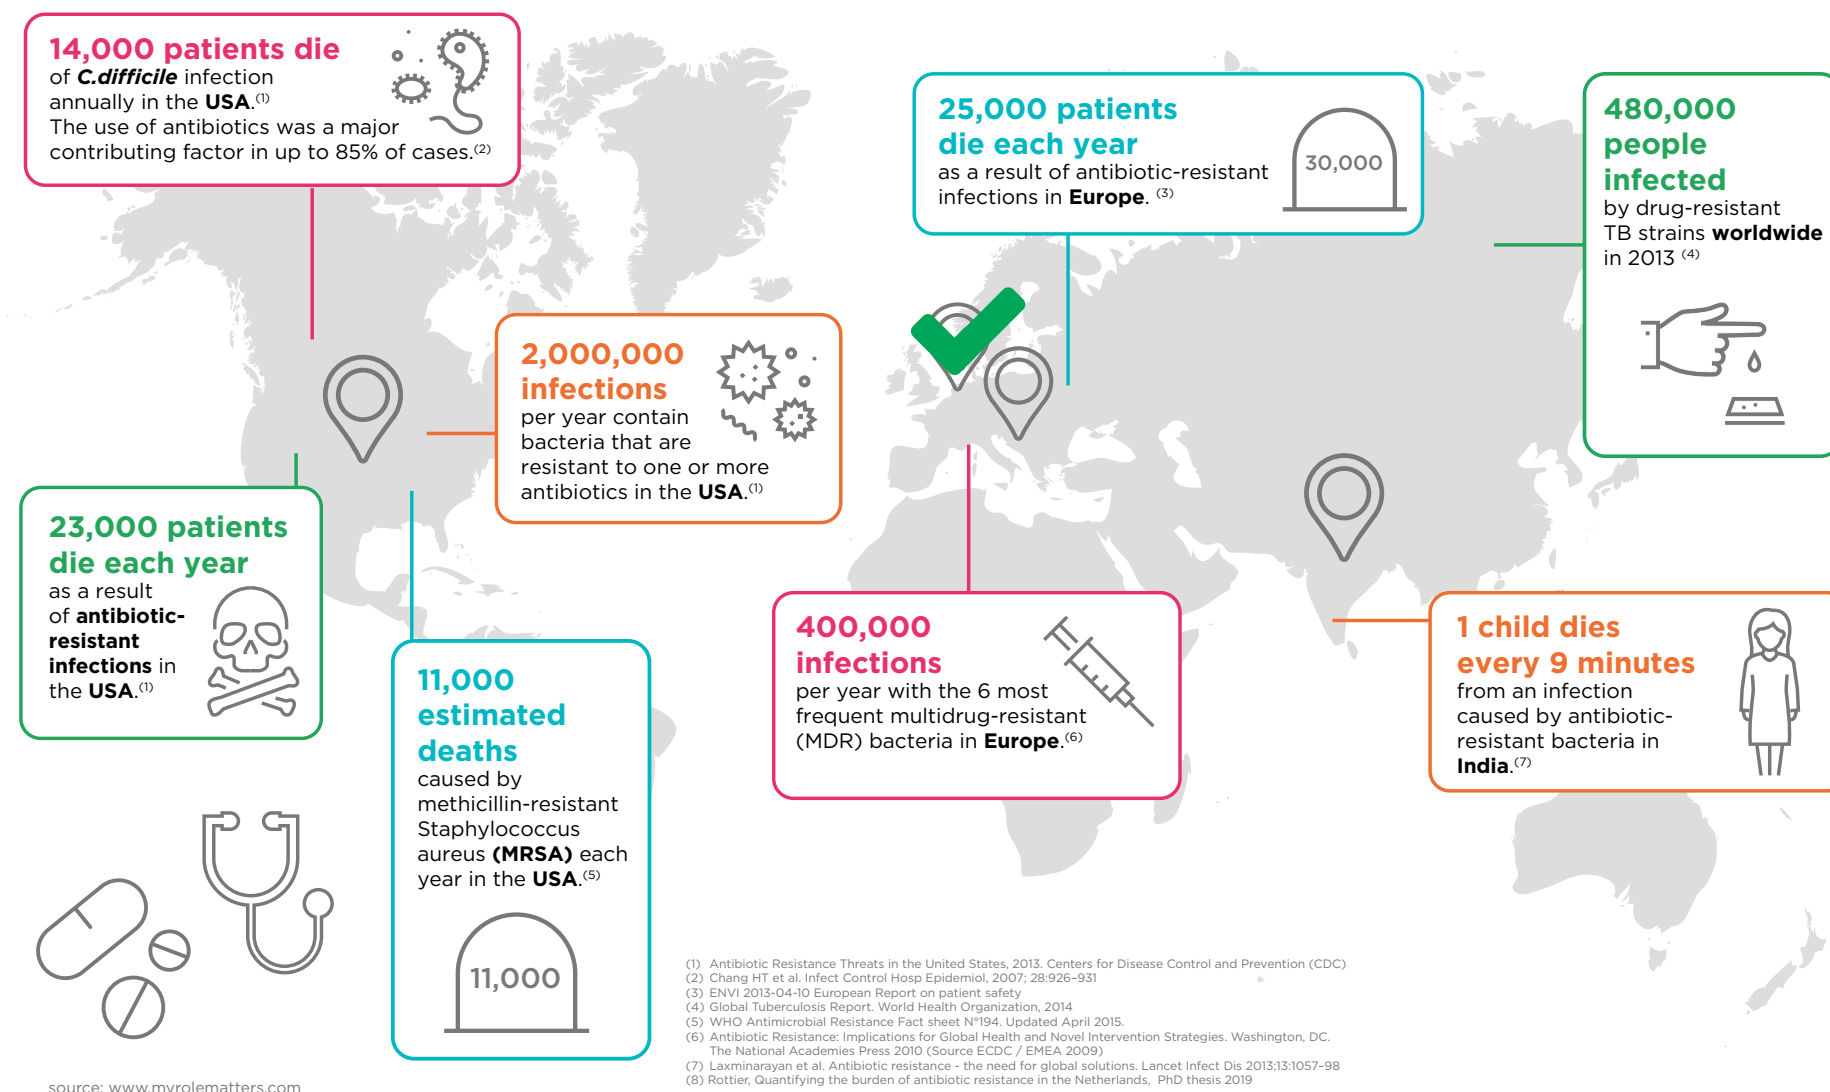 14,000 patients die
of C.difficile infection
annually in the USA.(1)
The use of antibiotics was a major
contributing factor in up to 85% of cases.(2)
25,000 patients
die each year
as a result of antibiotic-resistant
infections in Europe. (3)
30,000
480,000
people
infected
by drug-resistant
TB strains worldwide
in 2013 (4)
2,000,000
infections
per year contain
bacteria that are
resistant to one or more
antibiotics in the USA.(1)
23,000 patients
die each year
as a result
of antibiotic-
resistant
infections in
the USA.(1)
11,000
estimated
deaths
caused by
methicillin-resistant
Staphylococcus
aureus (MRSA) each
year in the USA.(5)
11,000
400,000
infections
per year with the 6 most
frequent multidrug-resistant
(MDR) bacteria in Europe.(6)
1 child dies
every 9 minutes
from an infection
caused by antibiotic-
resistant bacteria in
India.(7)
(1) Antibiotic Resistance Threats in the United States, 2013. Centers for Disease Control and Prevention (CDC)
(2) Chang HT et al. Infect Control Hosp Epidemiol, 2007; 28:926–931
(3) ENVI 2013-04-10 European Report on patient safety
(4) Global Tuberculosis Report. World Health Organization, 2014
(5) WHO Antimicrobial Resistance Fact sheet N°194. Updated April 2015.
(6) Antibiotic Resistance: Implications for Global Health and Novel Intervention Strategies. Washington, DC.
The National Academies Press 2010 (Source ECDC / EMEA 2009)
(7) Laxminarayan et al. Antibiotic resistance - the need for global solutions. Lancet Infect Dis 2013;13:1057–98
(8) Rottier, Quantifying the burden of antibiotic resistance in the Netherlands, PhD thesis 2019
source: www.myrolematters.com